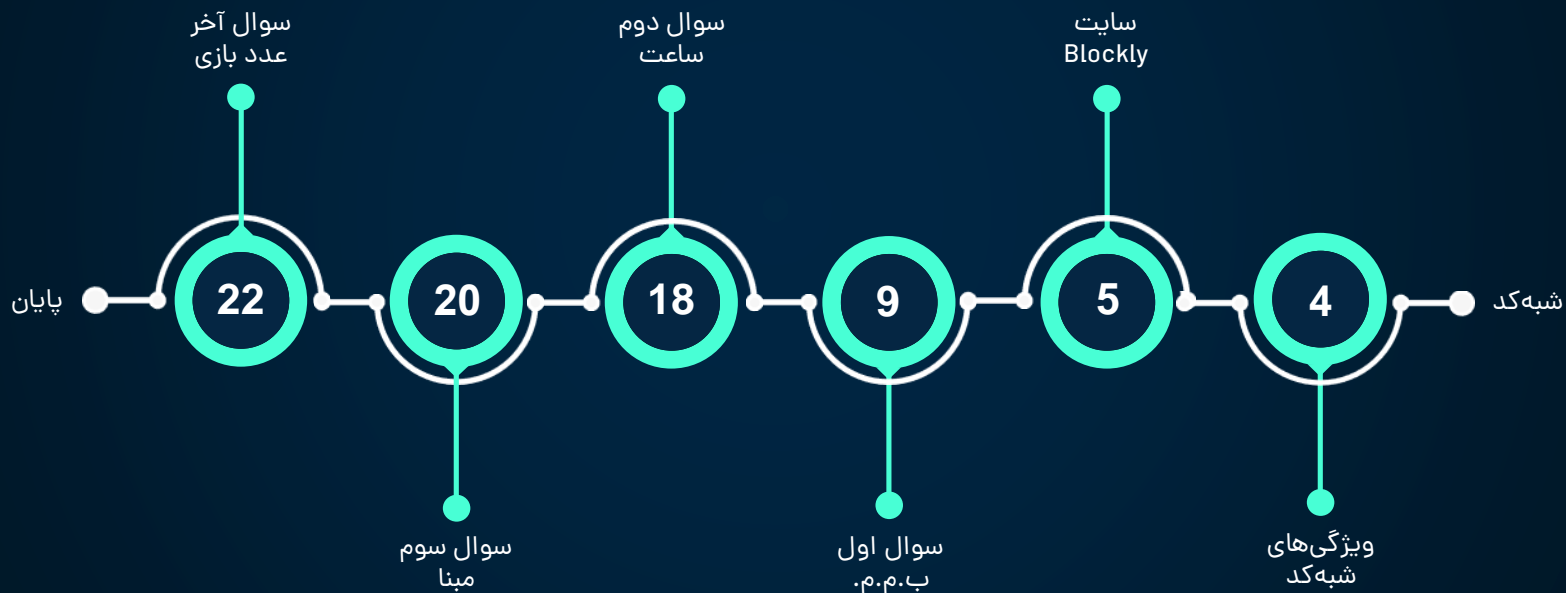 شبه‌کد
4
ویژگی‌های
شبه‌کد
سایت
Blockly
5
9
سوال اول
ب.م.م.
سوال دوم
ساعت
18
20
سوال سوم
مبنا
سوال آخر
عدد بازی
22
پایان